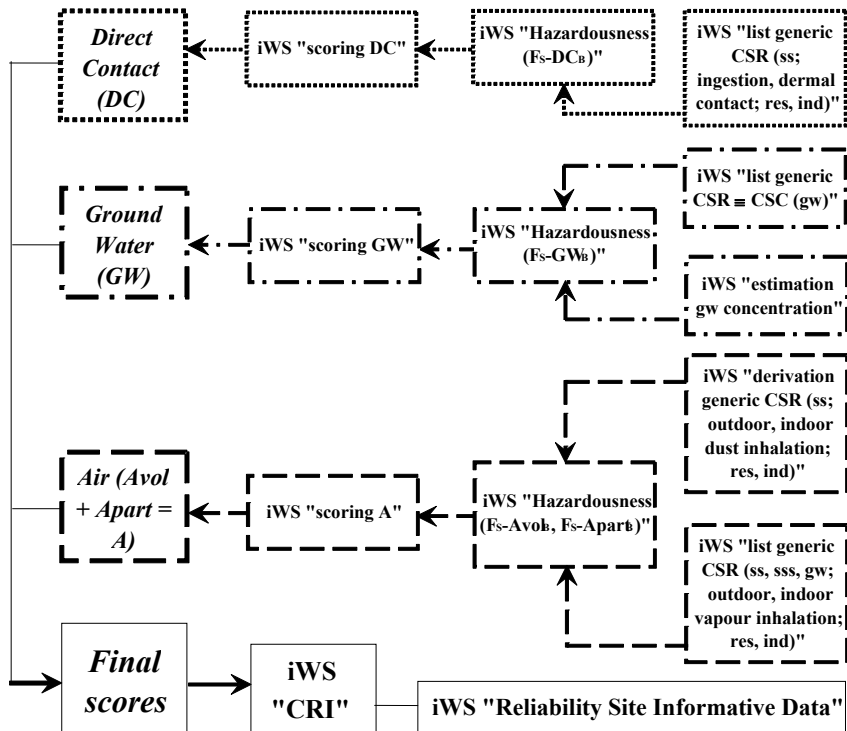 Direct
Contact
(DC)
iWS "scoring DC"
iWS "Hazardousness
(FS-DCB)"
iWS "list generic
CSR (ss;
ingestion, dermal
contact; res, ind)"
Ground
Water
(GW)
iWS "scoring GW"
iWS "Hazardousness
(FS-GWB)"
iWS "list generic
CSR ≡ CSC (gw)"
iWS "estimation
gw concentration"
Air (Avol
+ Apart =
A)
iWS "scoring A"
iWS "Hazardousness
(FS-AvolB, FS-ApartB)"
iWS "derivation
generic CSR (ss;
outdoor, indoor
dust inhalation;
res, ind)"
iWS "list generic
CSR (ss, sss, gw;
outdoor, indoor
vapour inhalation;
res, ind)"
Final
scores
iWS
"CRI"
iWS "Reliability Site Informative Data"